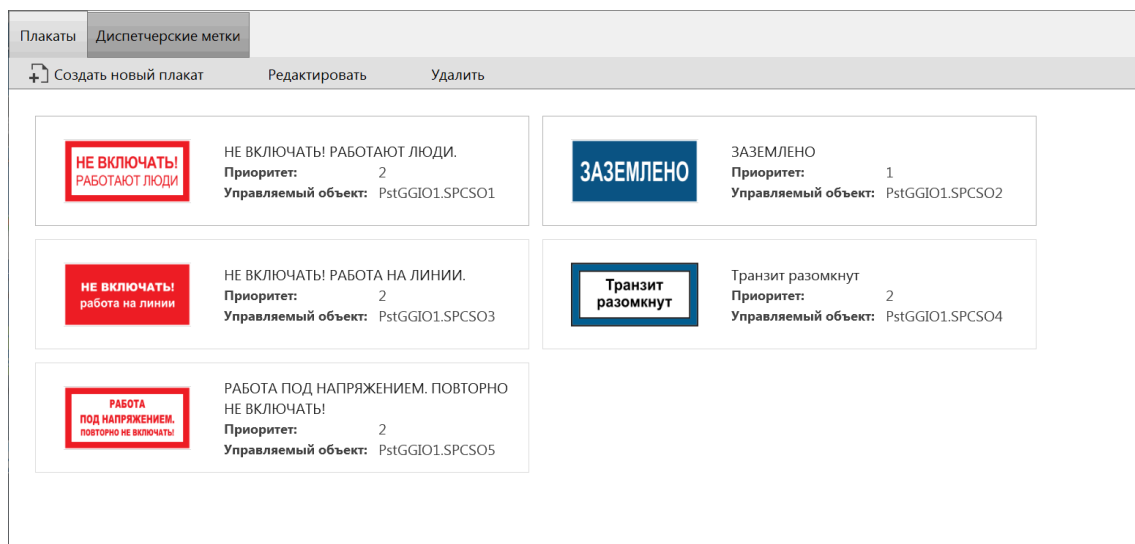 Плакаты Диспетчерские метки
Создать новый плакат Редактировать Удалить
НЕ ВКЛЮЧАТЬ!
РАБОТАЮТ ЛЮДИ
НЕ ВКЛЮЧАТЬ! РАБОТАЮТ ЛЮДИ.
Приоритет: 2
Управляемый объект: PstGGIO1.SPCSO1
ЗАЗЕМЛЕНО
ЗАЗЕМЛЕНО
Приоритет: 1
Управляемый объект: PstGGIO1.SPCSO2
НЕ ВКЛЮЧАТЬ!
работа на линии
НЕ ВКЛЮЧАТЬ! РАБОТА НА ЛИНИИ.
Приоритет: 2
Управляемый объект: PstGGIO1.SPCSO3
Транзит
разомкнут
Транзит разомкнут
Приоритет: 2
Управляемый объект: PstGGIO1.SPCSO4
РАБОТА
ПОД НАПРЯЖЕНИЕМ.
ПОВТОРНО НЕ ВКЛЮЧАТЬ!
РАБОТА ПОД НАПРЯЖЕНИЕМ. ПОВТОРНО
НЕ ВКЛЮЧАТЬ!
Приоритет: 2
Управляемый объект: PstGGIO1.SPCSO5